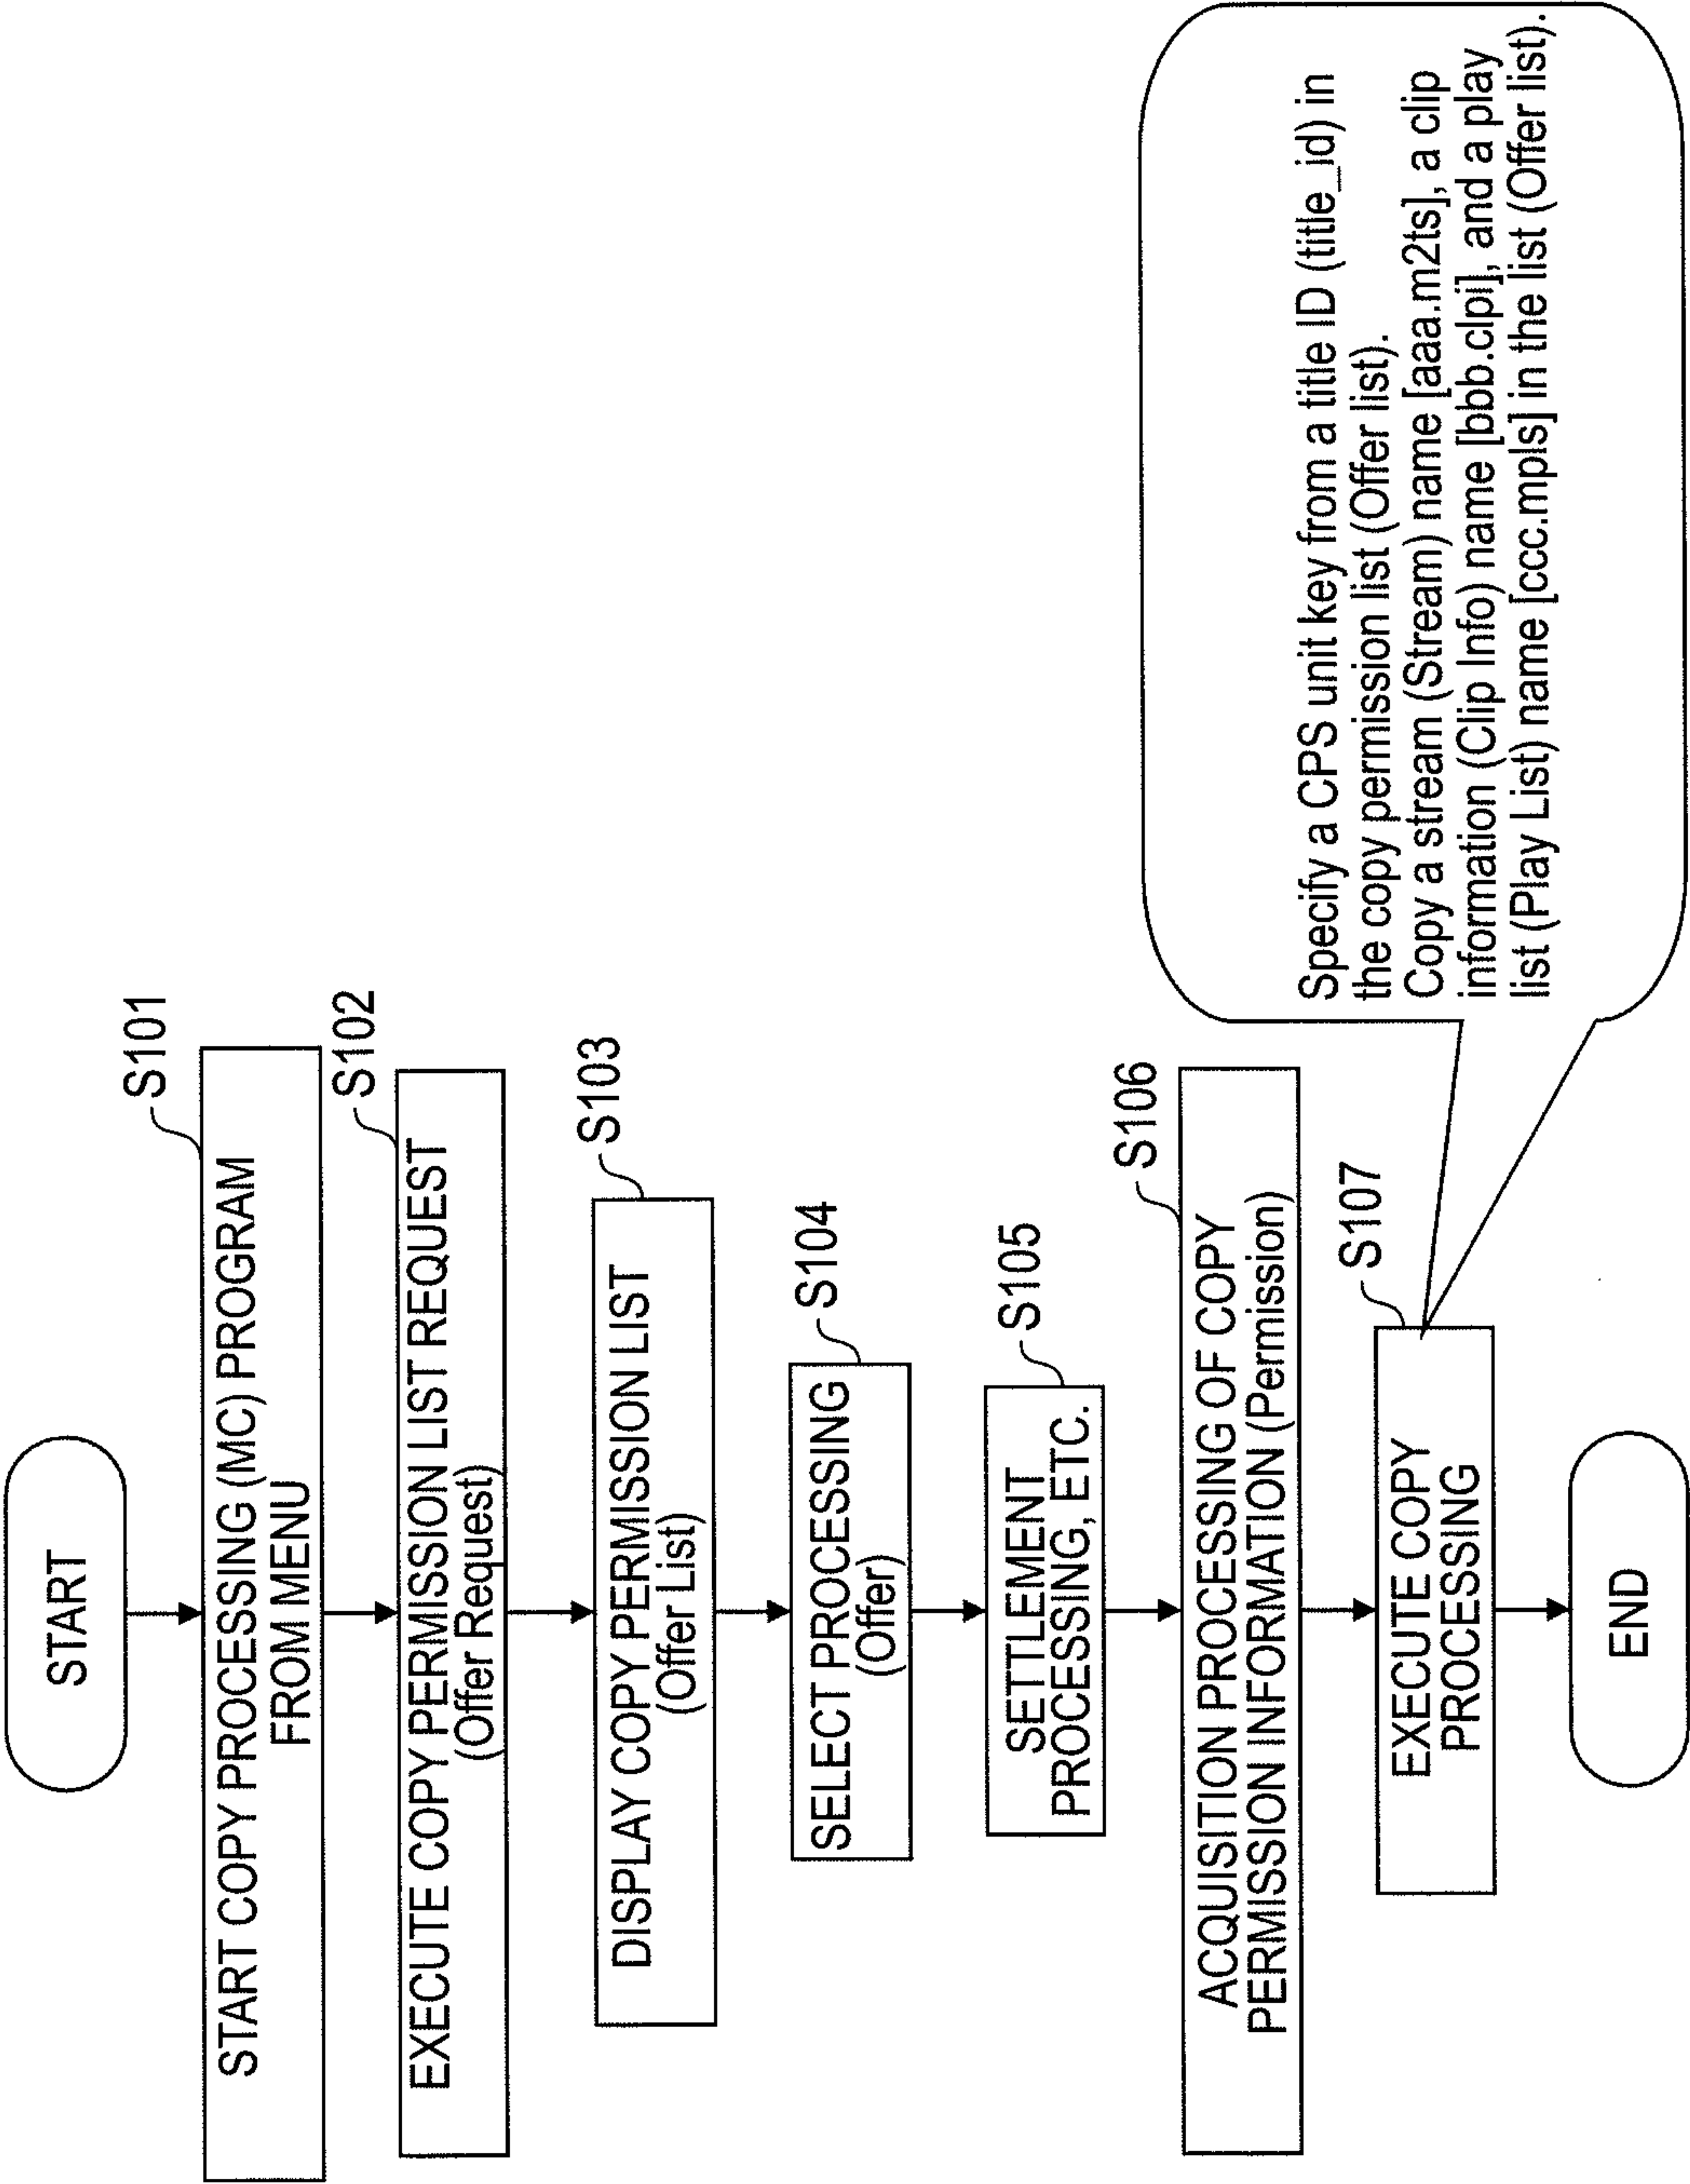 START
S101
START COPY PROCESSING (MC) PROGRAM
FROM MENU
S102
EXECUTE COPY PERMISSION LIST REQUEST
(Offer Request)
S103
DISPLAY COPY PERMISSION LIST
(Offer List)
S104
SELECT PROCESSING
(Offer)
S105
SETTLEMENT
PROCESSING, ETC.
S106
ACQUISITION PROCESSING OF COPY
PERMISSION INFORMATION (Permission)
S107
EXECUTE COPY
PROCESSING
Specify a CPS unit key from a title ID (title_id) in
the copy permission list (Offer list).
Copy a stream (Stream) name [aaa.m2ts], a clip
information (Clip Info) name [bbb.clpi], and a play
list (Play List) name [ccc.mpls] in the list (Offer list).
END